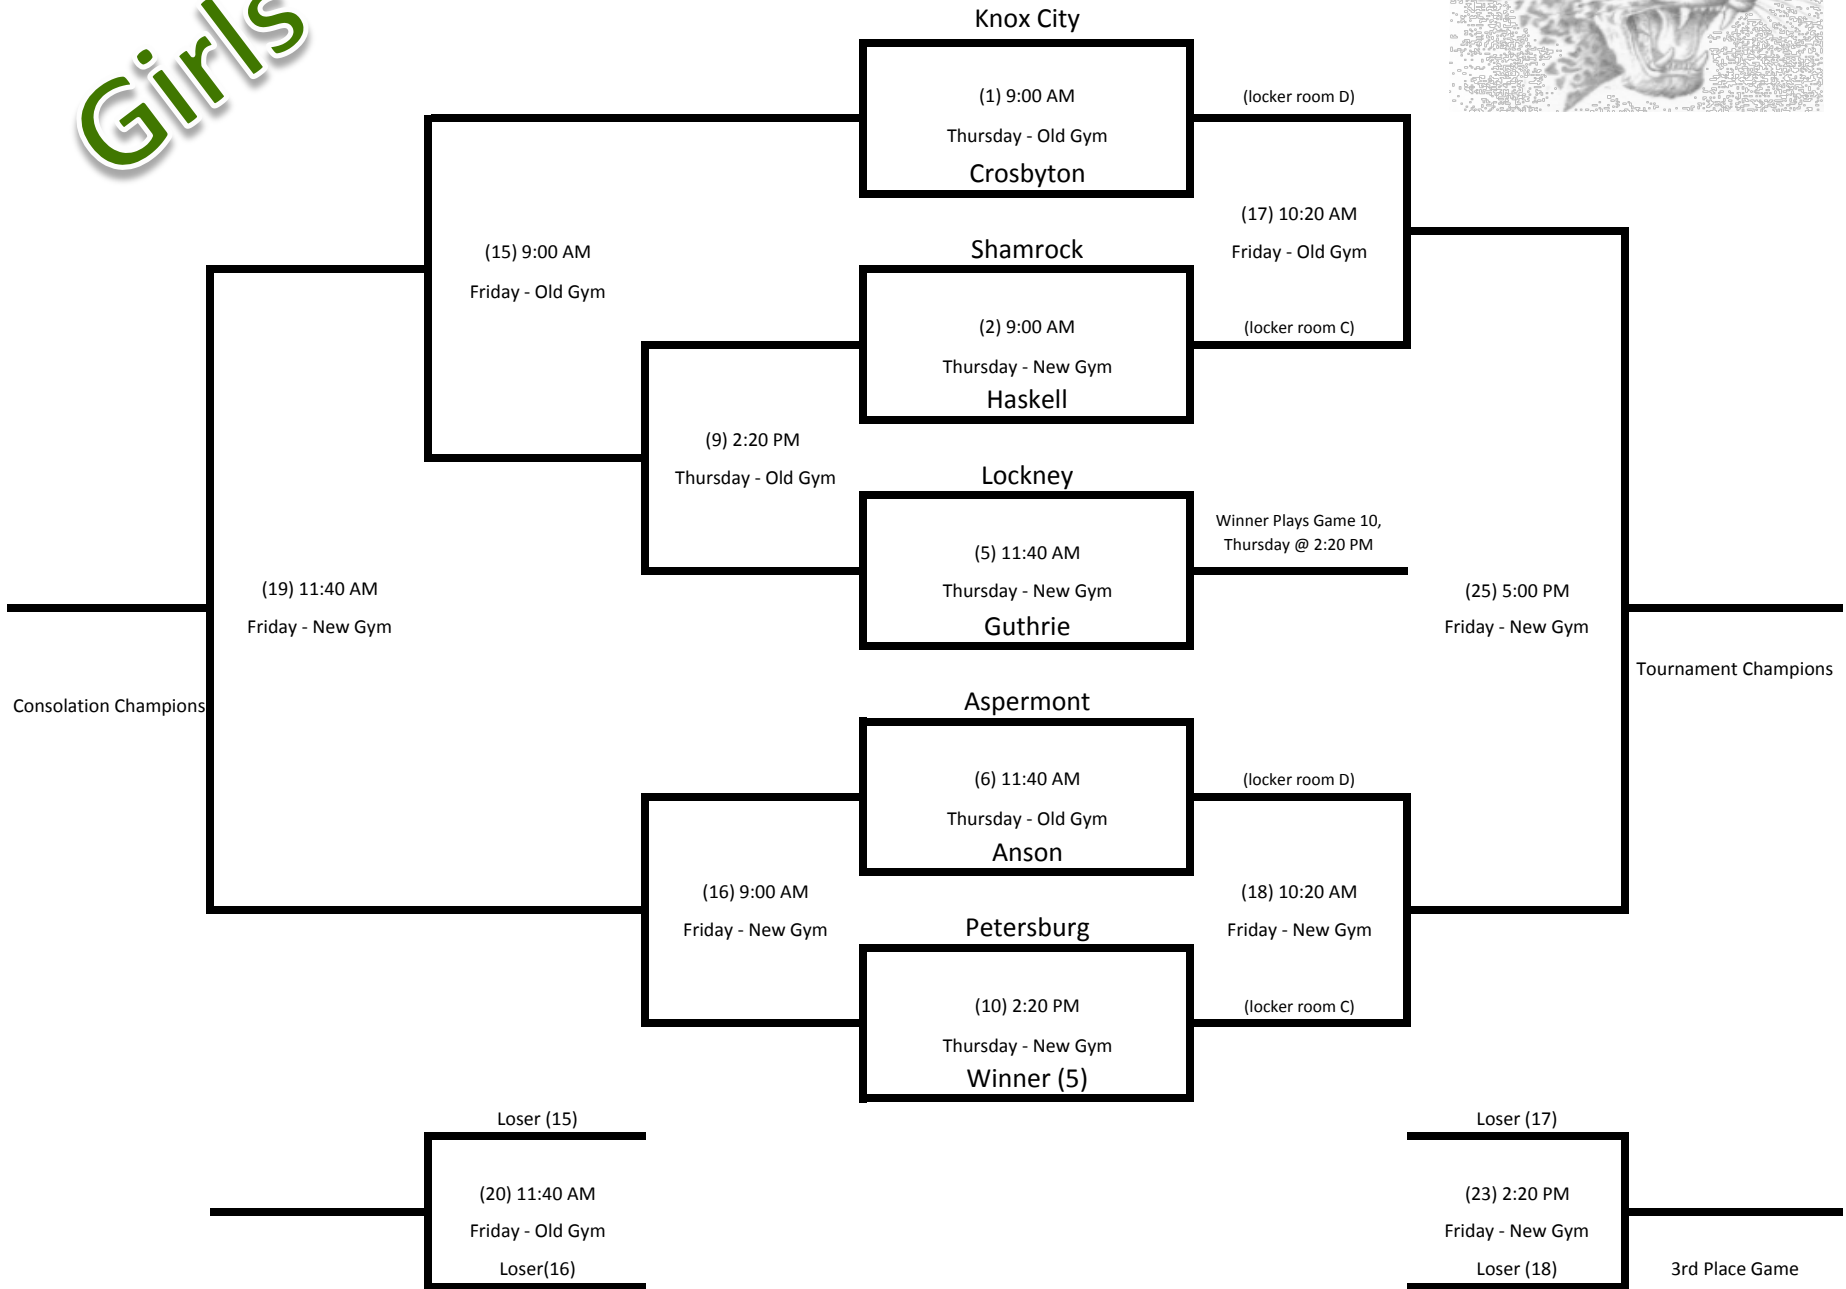 Girls
Knox City
(1) 9:00 AM
(locker room D)
Thursday - Old Gym
Crosbyton
(17) 10:20 AM
(15) 9:00 AM
Shamrock
Friday - Old Gym
Friday - Old Gym
(2) 9:00 AM
(locker room C)
Thursday - New Gym
Haskell
(9) 2:20 PM
Thursday - Old Gym
Lockney
Winner Plays Game 10,
Thursday @ 2:20 PM
(5) 11:40 AM
(19) 11:40 AM
Thursday - New Gym
(25) 5:00 PM
Friday - New Gym
Guthrie
Friday - New Gym
Tournament Champions
Consolation Champions
Aspermont
(6) 11:40 AM
(locker room D)
Thursday - Old Gym
Anson
(16) 9:00 AM
(18) 10:20 AM
Friday - New Gym
Petersburg
Friday - New Gym
(10) 2:20 PM
(locker room C)
Thursday - New Gym
Winner (5)
Loser (15)
Loser (17)
(20) 11:40 AM
(23) 2:20 PM
Friday - Old Gym
Friday - New Gym
Loser(16)
Loser (18)
3rd Place Game